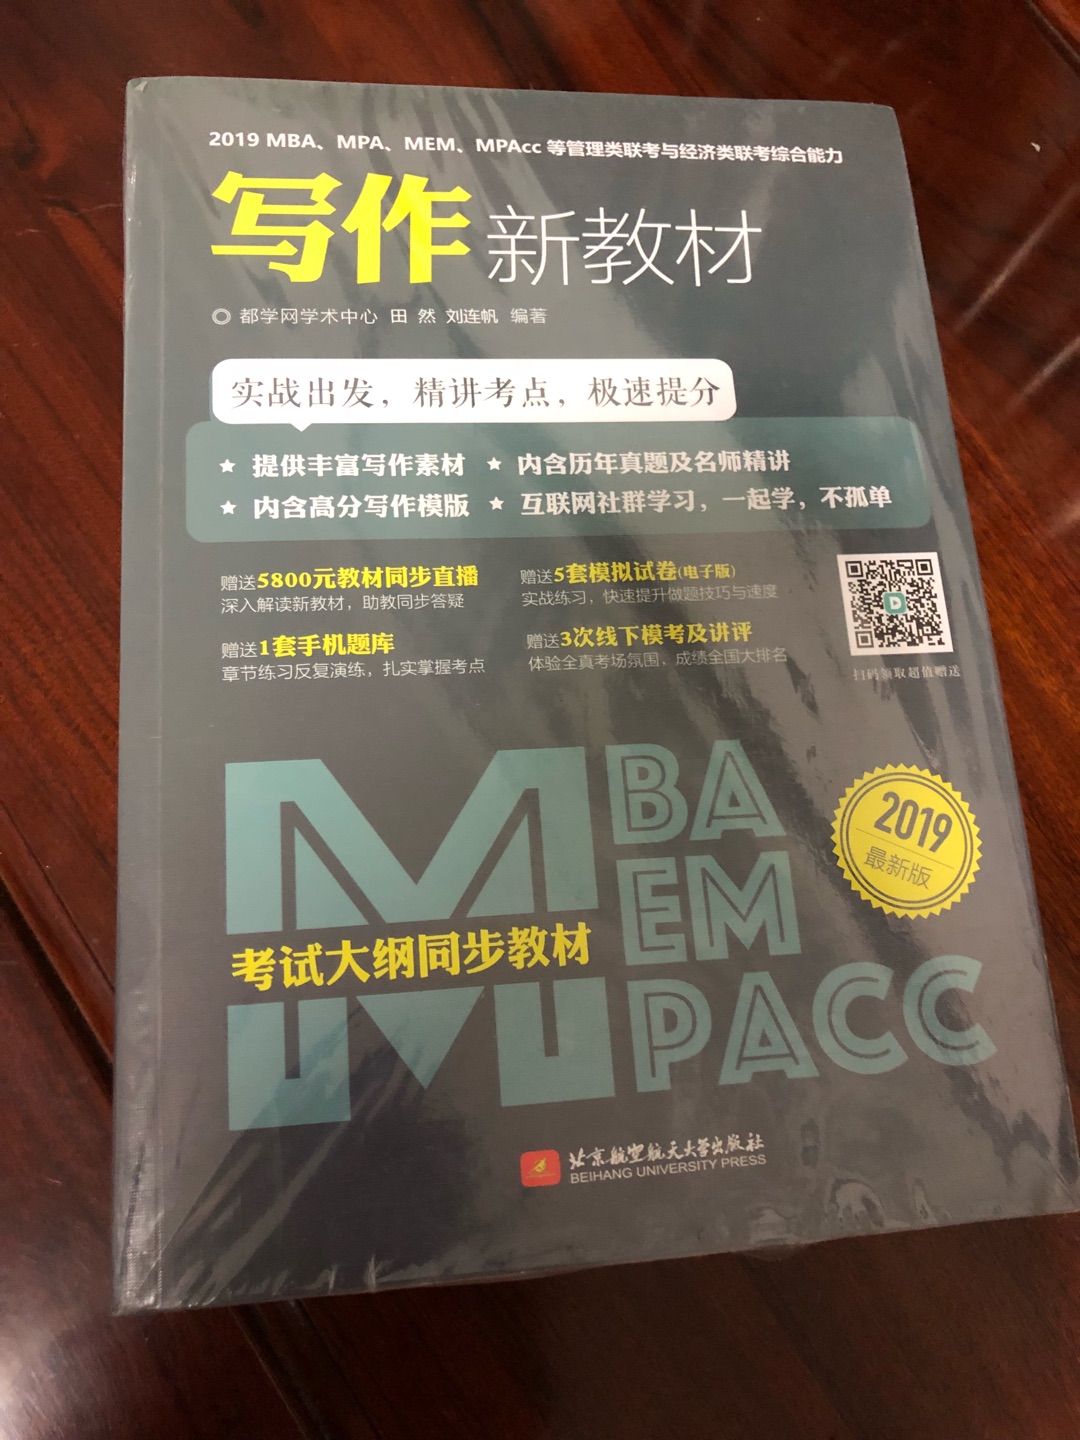 2019 MBA、MPA、MEM、MPAcc 等管理类联考与经济类联考综合能力
写作 新教材
都学网学术中心 田 然 刘连帆 编著
实战出发，精讲考点，极速提分
★ 提供丰富写作素材 ★ 内含历年真题及名师精讲
★ 内含高分写作模版 ★ 互联网社群学习，一起学，不孤单
赠送5800元教材同步直播
深入解读新教材，助教同步答疑
赠送5套模拟试卷(电子版)
实战练习，快速提升做题技巧与速度
赠送1套手机题库
章节练习反复演练，扎实掌握考点
赠送3次线下模考及讲评
体验全真考场氛围，成绩全国大排名
D
扫码领取超值赠送
M
BA
EM
PACC
考试大纲同步教材
2019
最新版
北京航空航天大学出版社
BEIHANG UNIVERSITY PRESS